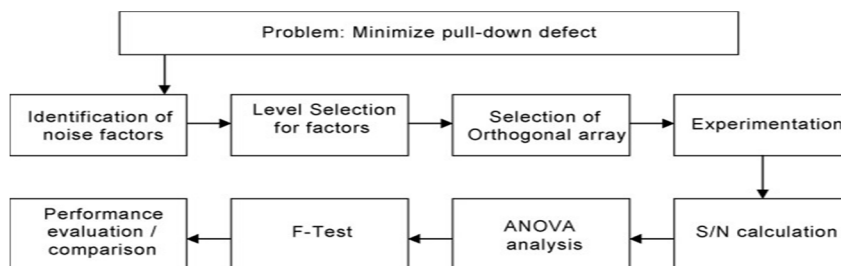 Problem: Minimize pull-down defect
Identification of
noise factors
Level Selection
for factors
Selection of
Orthogonal array
Experimentation
Performance
evaluation /
comparison
F-Test
ANOVA
analysis
S/N calculation